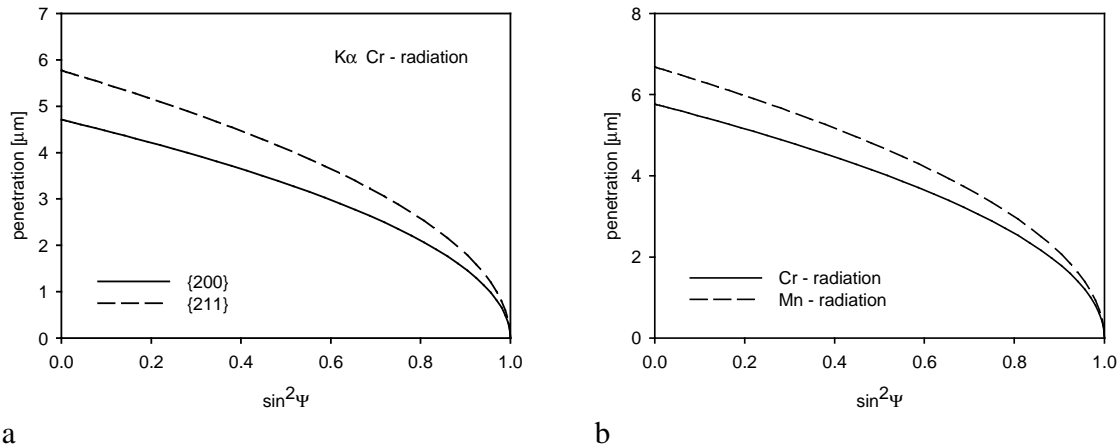 7
6
5
4
3
2
1
0
penetration [μm]
Kα Cr - radiation
{200}
{211}
0.0 0.2 0.4 0.6 0.8 1.0
sin²Ψ
a
8
6
4
2
0
penetration [μm]
Cr - radiation
Mn - radiation
0.0 0.2 0.4 0.6 0.8 1.0
sin²Ψ
b